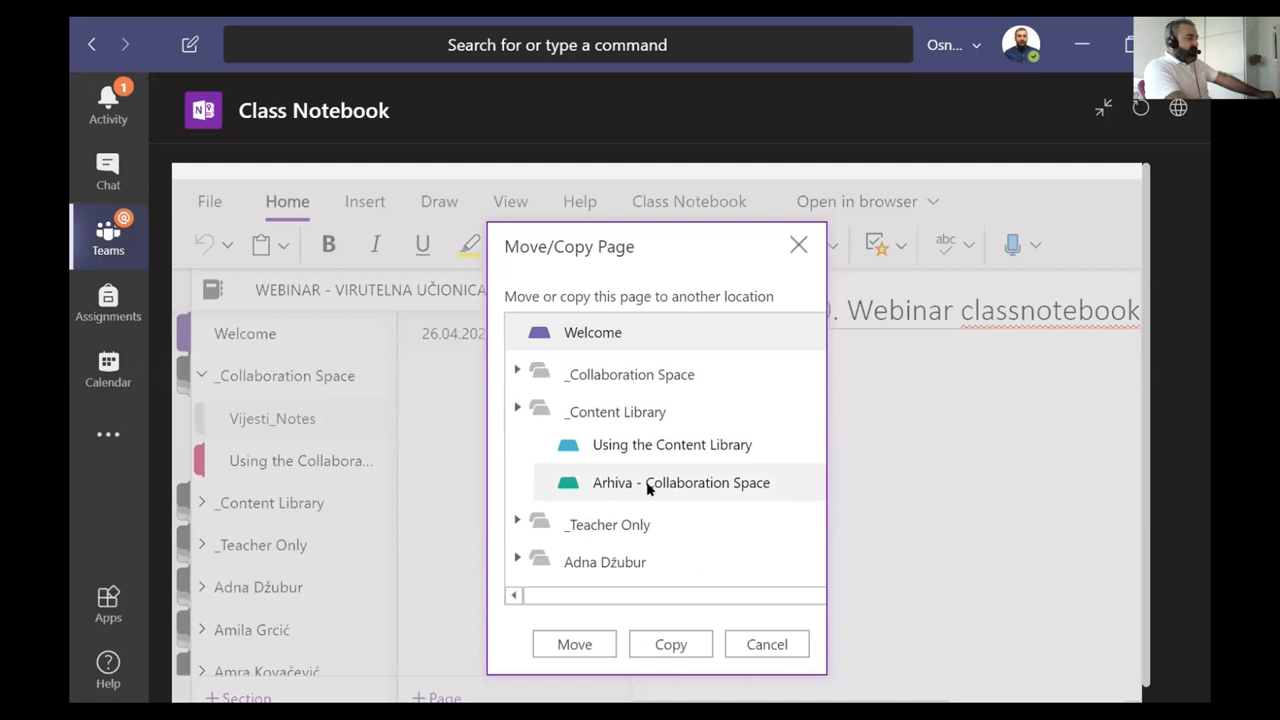 Search for or type a command
Osn...
1
Activity
Chat
Teams
Assignments
Calendar
Apps
Help
N
Class Notebook
File
Home
Insert
Draw
View
Help
Class Notebook
Open in browser
B
I
U
abc
WEBINAR - VIRUTELNA UČIONICA
Welcome
_Collaboration Space
Vijesti_Notes
Using the Collabora...
_Content Library
_Teacher Only
Adna Džubur
Amila Grcić
Amra Kovačević
+ Section
26.04.202
+ Page
. Webinar classnotebook
Move/Copy Page
Move or copy this page to another location
Welcome
_Collaboration Space
_Content Library
Using the Content Library
Arhiva - Collaboration Space
_Teacher Only
Adna Džubur
Move
Copy
Cancel